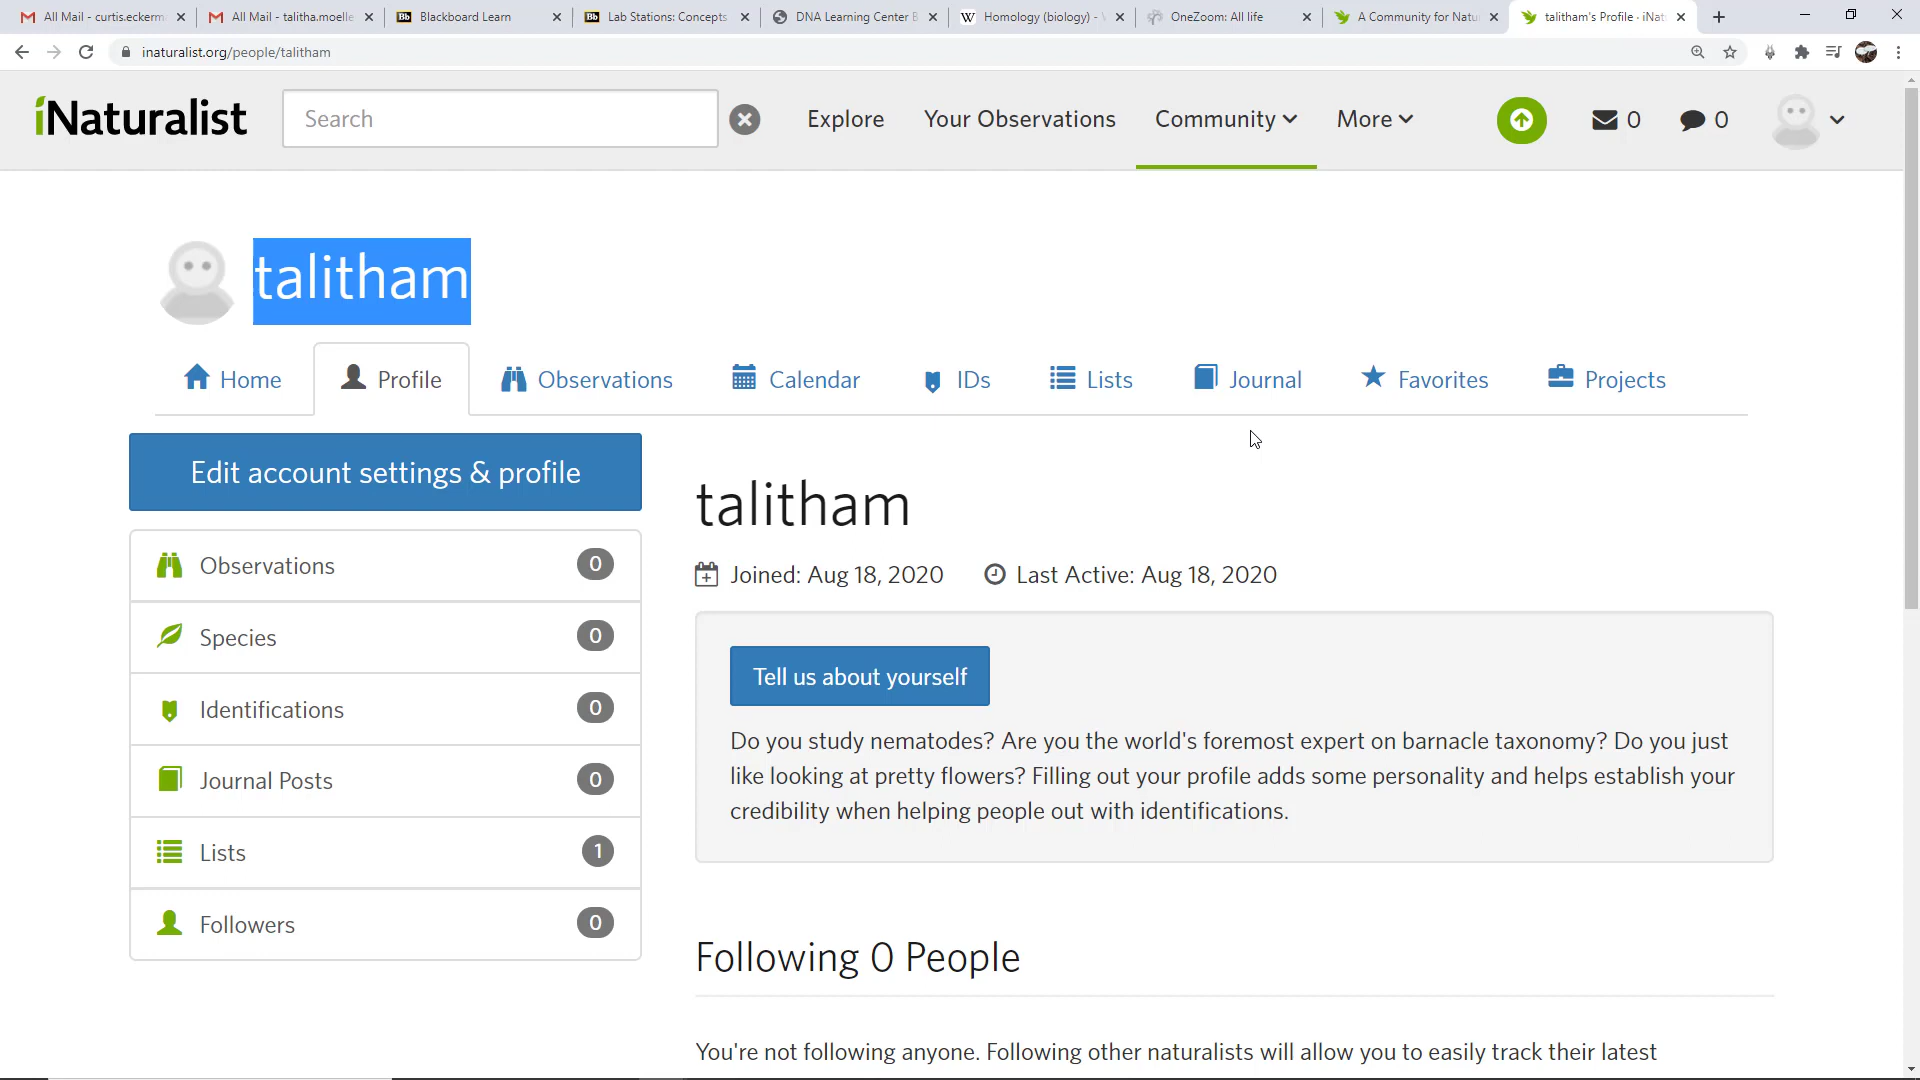 All Mail - curtis.eckerm
All Mail - talitha.moelle
Bb Blackboard Learn
Bb Lab Stations: Concepts
DNA Learning Center B
W Homology (biology) -
OneZoom: All life
A Community for Natu
talitham's Profile · iNat
inaturalist.org/people/talitham
iNaturalist
Search
Explore
Your Observations
Community
More
0
0
talitham
Home
Profile
Observations
Calendar
IDs
Lists
Journal
Favorites
Projects
Edit account settings & profile
Observations 0
Species 0
Identifications 0
Journal Posts 0
Lists 1
Followers 0
talitham
Joined: Aug 18, 2020
Last Active: Aug 18, 2020
Tell us about yourself
Do you study nematodes? Are you the world's foremost expert on barnacle taxonomy? Do you just
like looking at pretty flowers? Filling out your profile adds some personality and helps establish your
credibility when helping people out with identifications.
Following 0 People
You're not following anyone. Following other naturalists will allow you to easily track their latest